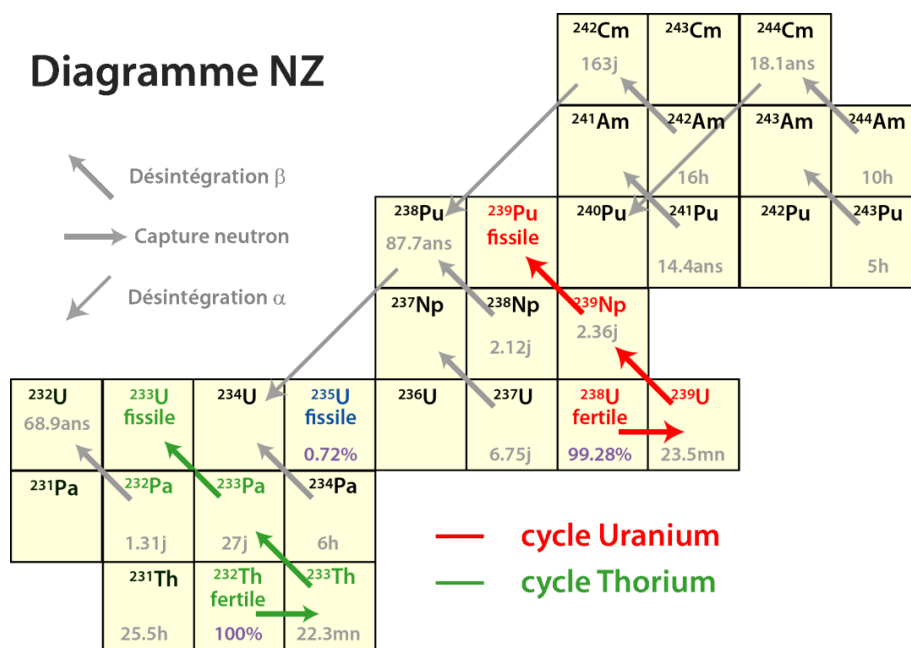 Diagramme NZ
Désintégration β
Capture neutron
Désintégration α
²⁴²Cm ²⁴³Cm ²⁴⁴Cm
163j 18.1ans
²⁴¹Am ²⁴²Am ²⁴³Am ²⁴⁴Am
16h 10h
²³⁸Pu ²³⁹Pu ²⁴⁰Pu ²⁴¹Pu ²⁴²Pu ²⁴³Pu
fissile
87.7ans 14.4ans 5h
²³⁷Np ²³⁸Np ²³⁹Np
2.12j 2.36j
²³²U ²³³U ²³⁴U ²³⁵U ²³⁶U ²³⁷U ²³⁸U ²³⁹U
fissile fissile fertile
68.9ans 0.72% 6.75j 99.28% 23.5mn
²³¹Pa ²³²Pa ²³³Pa ²³⁴Pa
1.31j 27j 6h
²³¹Th ²³²Th ²³³Th
fertile
25.5h 100% 22.3mn
cycle Uranium
cycle Thorium